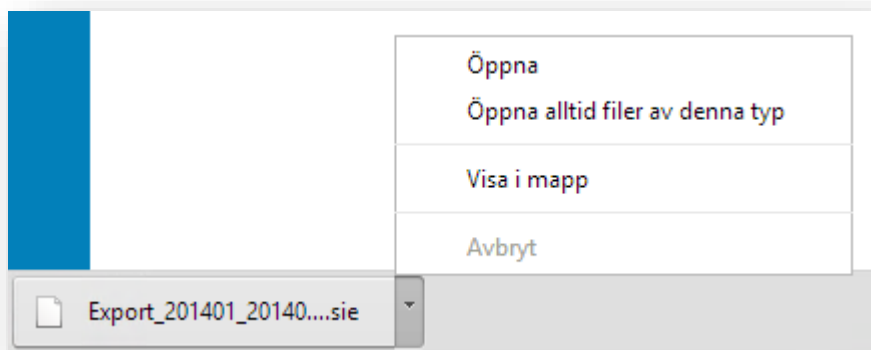 Öppna
Öppna alltid filer av denna typ
Visa i mapp
Avbryt
Export_201401_20140....sie